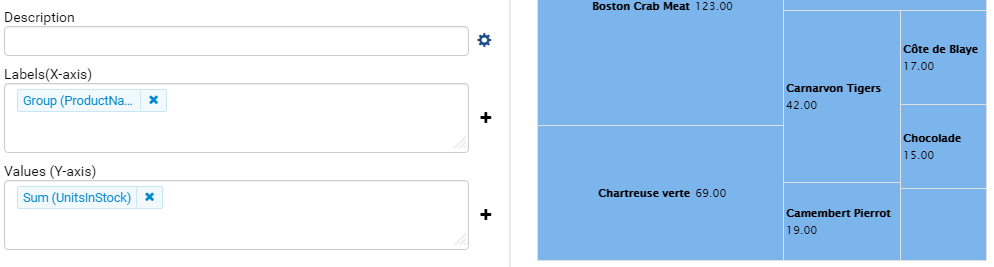 Description
Labels(X-axis)
Group (ProductNa...
Values (Y-axis)
Sum (UnitsInStock)
Boston Crab Meat 123.00
Chartreuse verte 69.00
Carnarvon Tigers
42.00
Camembert Pierrot
19.00
Côte de Blaye
17.00
Chocolade
15.00